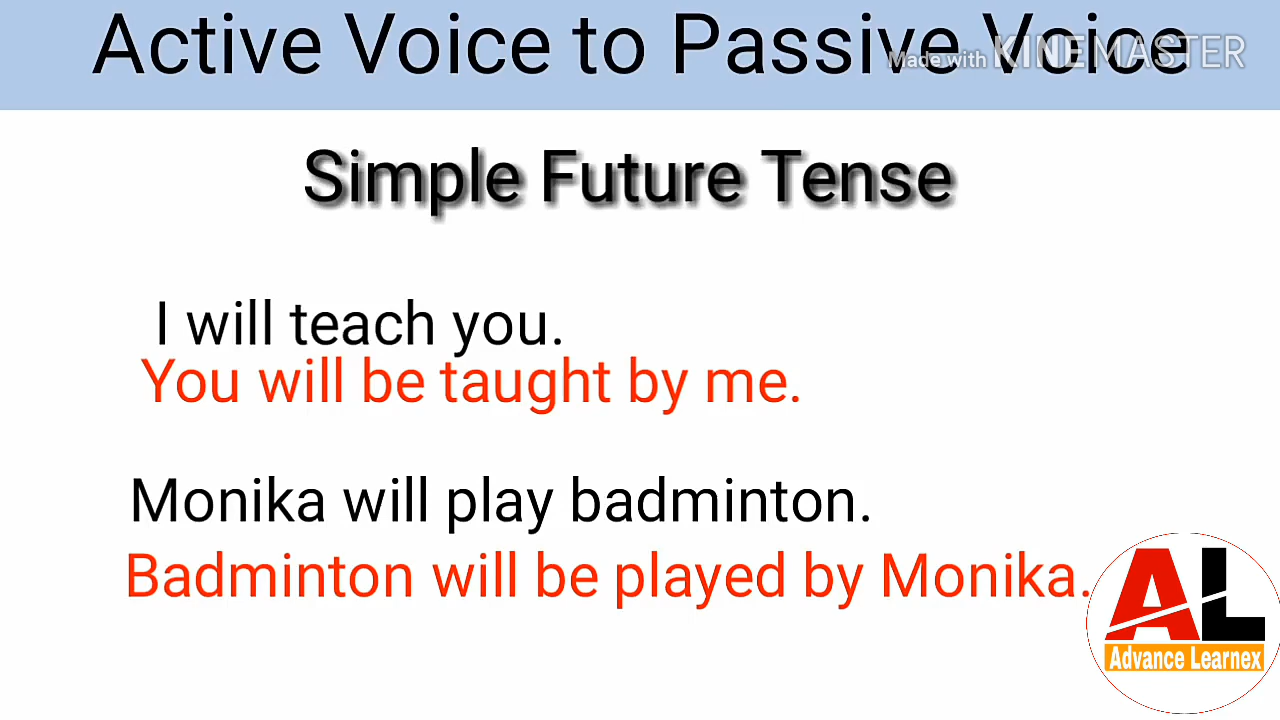 Active Voice to Passive Voice
Made with KINEMASTER
Simple Future Tense
I will teach you.
You will be taught by me.
Monika will play badminton.
Badminton will be played by Monika.
AL
Advance Learnex